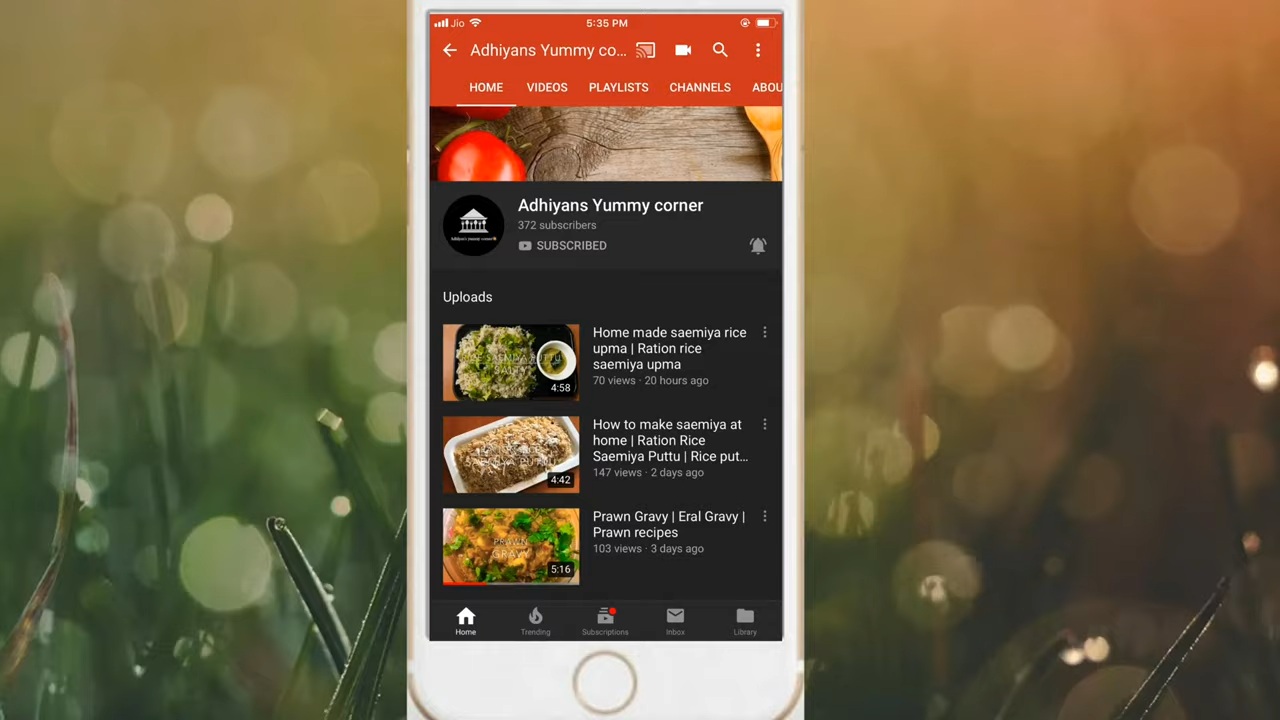 Jio 5:35 PM
Adhiyans Yummy co...
HOME VIDEOS PLAYLISTS CHANNELS ABOU
Adhiyans Yummy corner
372 subscribers
SUBSCRIBED
Uploads
Home made saemiya rice
upma | Ration rice
saemiya upma
70 views · 20 hours ago
4:58
How to make saemiya at
home | Ration Rice
Saemiya Puttu | Rice put...
147 views · 2 days ago
4:42
Prawn Gravy | Eral Gravy |
Prawn recipes
103 views · 3 days ago
PRAWN
GRAVY
5:16
Home Trending Subscriptions Inbox Library